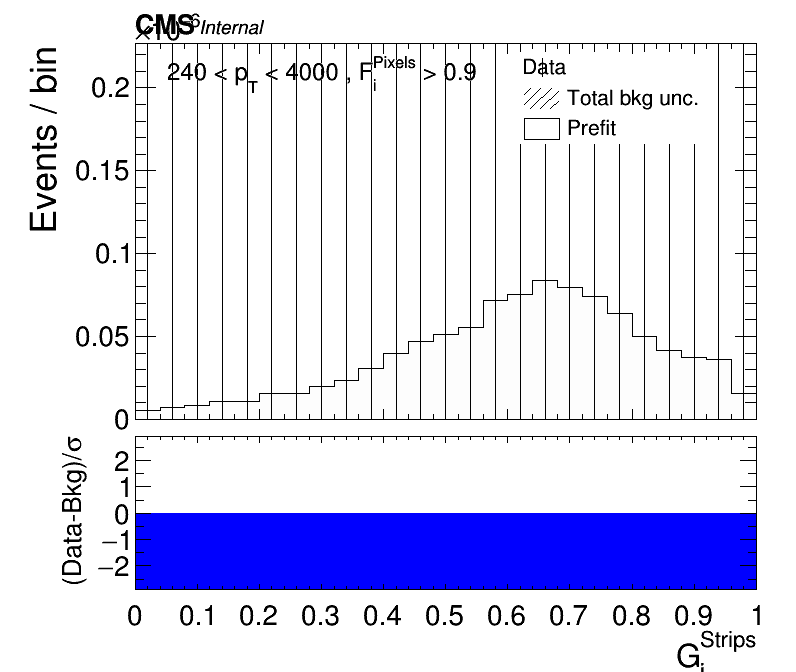 CMS Internal
×10⁻⁶
240 < p_T < 4000 , F_i^Pixels > 0.9
Data
Total bkg unc.
Prefit
Events / bin
0.2
0.15
0.1
0.05
0
(Data-Bkg)/σ
2
1
0
−1
−2
0 0.1 0.2 0.3 0.4 0.5 0.6 0.7 0.8 0.9 1
G_i^Strips